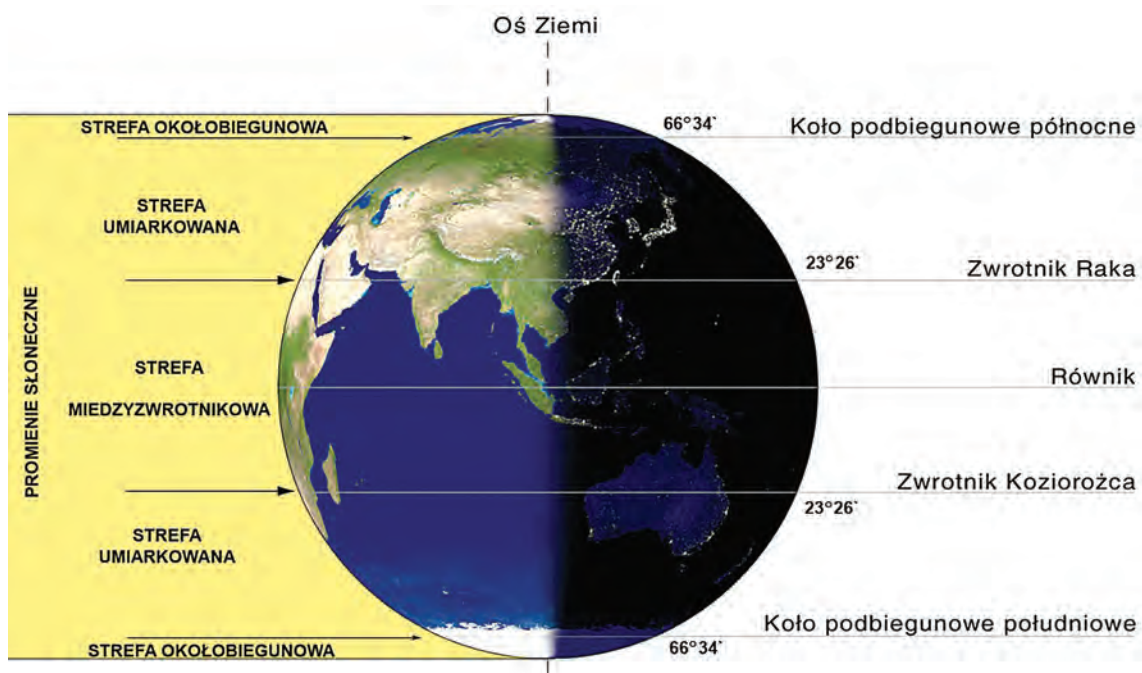 Oś Ziemi
STREFA OKOŁOBIEGUNOWA
66°34'
Koło podbiegunowe północne
STREFA
UMIARKOWANA
23°26'
Zwrotnik Raka
PROMIENIE SŁONECZNE
STREFA
MIEDZYZWROTNIKOWA
Równik
Zwrotnik Koziorożca
23°26'
STREFA
UMIARKOWANA
Koło podbiegunowe południowe
66°34'
STREFA OKOŁOBIEGUNOWA